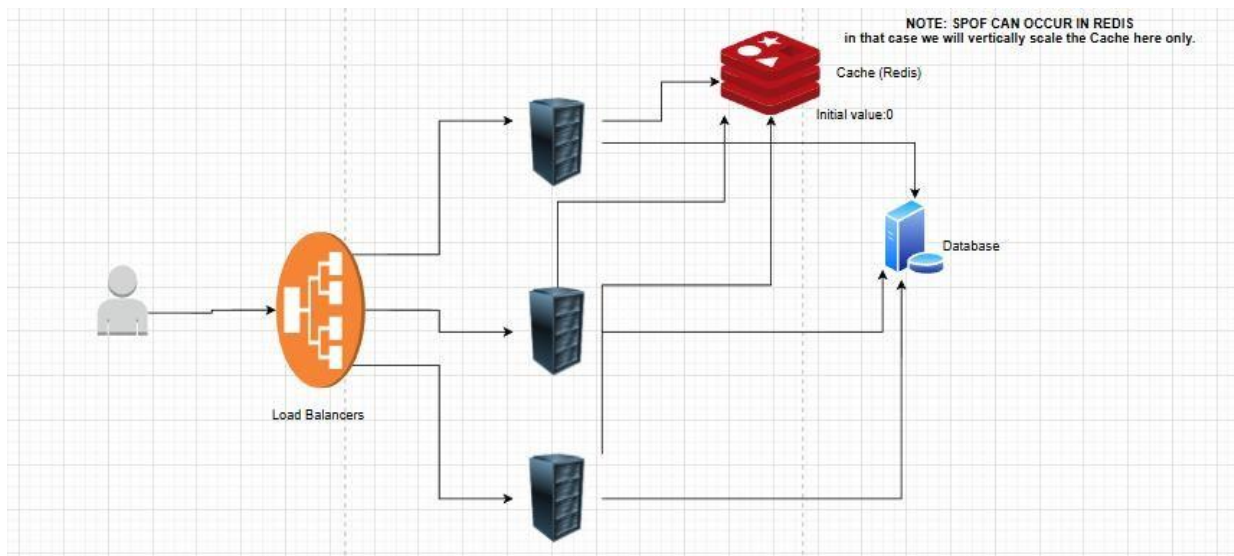 NOTE: SPOF CAN OCCUR IN REDIS
in that case we will vertically scale the Cache here only.
Cache (Redis)
Initial value:0
Database
Load Balancers